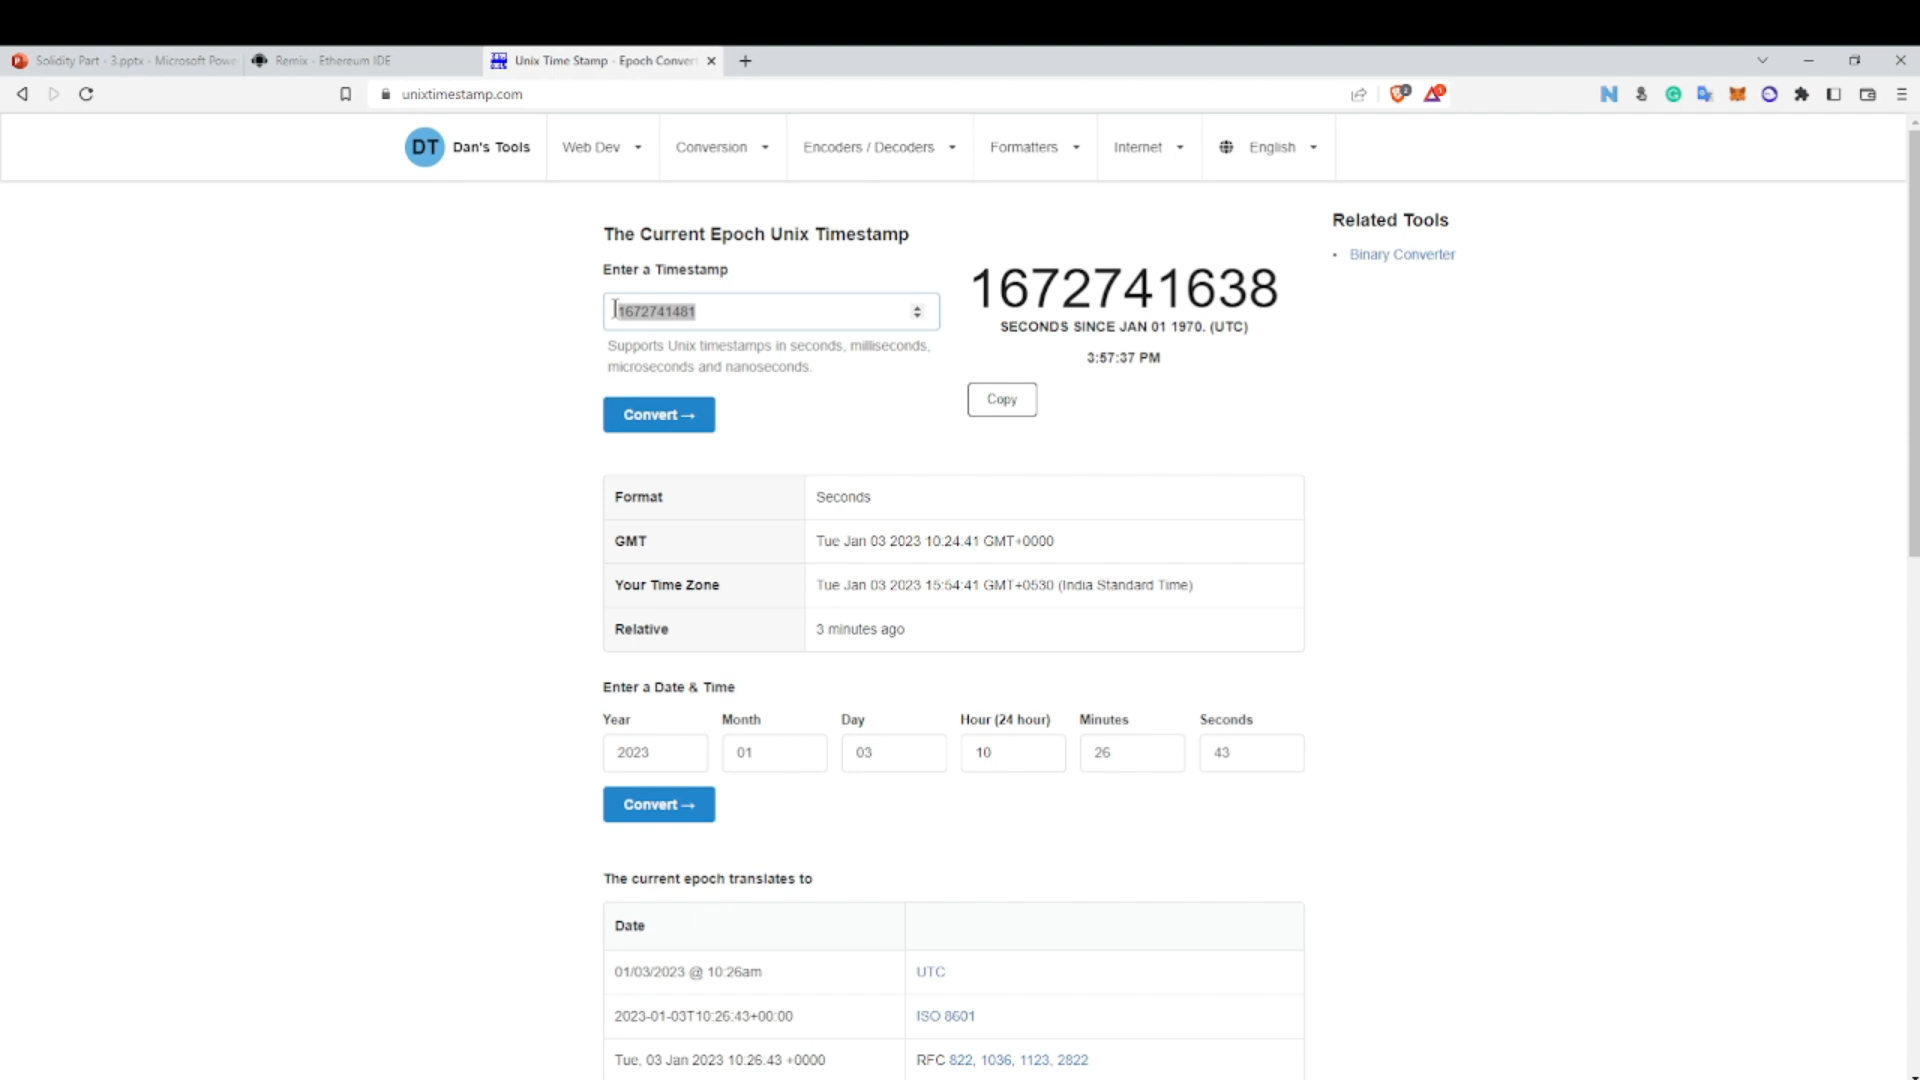 Solidity Part - 3.pptx - Microsoft Powe
Remix - Ethereum IDE
Unix Time Stamp - Epoch Conver
unixtimestamp.com
DT Dan's Tools
Web Dev
Conversion
Encoders / Decoders
Formatters
Internet
English
The Current Epoch Unix Timestamp
Enter a Timestamp
1672741481
Supports Unix timestamps in seconds, milliseconds,
microseconds and nanoseconds.
Convert →
1672741638
SECONDS SINCE JAN 01 1970. (UTC)
3:57:37 PM
Copy
Related Tools
Binary Converter
Format Seconds
GMT Tue Jan 03 2023 10:24:41 GMT+0000
Your Time Zone Tue Jan 03 2023 15:54:41 GMT+0530 (India Standard Time)
Relative 3 minutes ago
Enter a Date & Time
Year Month Day Hour (24 hour) Minutes Seconds
2023 01 03 10 26 43
Convert →
The current epoch translates to
Date
01/03/2023 @ 10:26am UTC
2023-01-03T10:26:43+00:00 ISO 8601
Tue, 03 Jan 2023 10:26:43 +0000 RFC 822, 1036, 1123, 2822